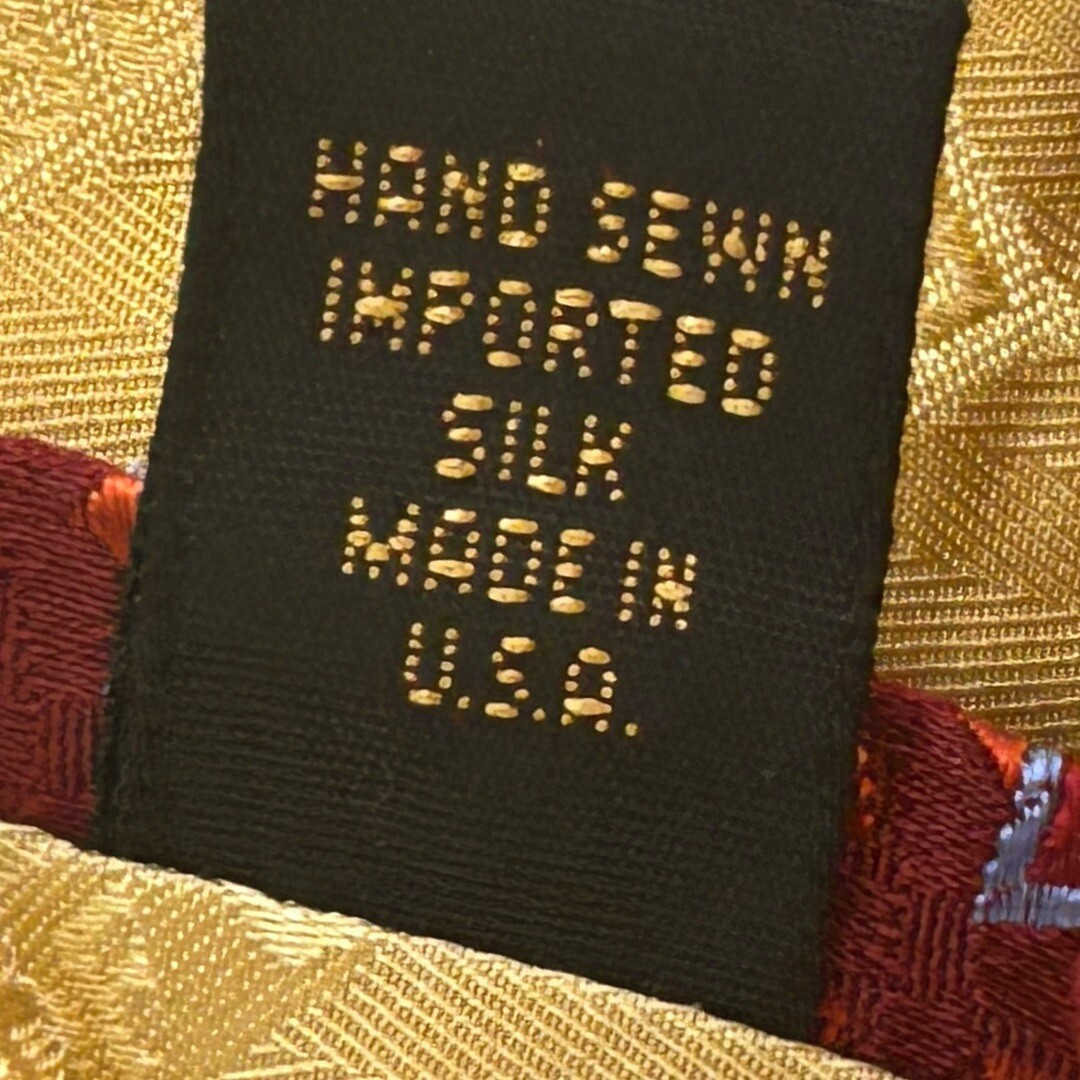 HAND SEWN
IMPORTED
SILK
MADE IN
U.S.A.